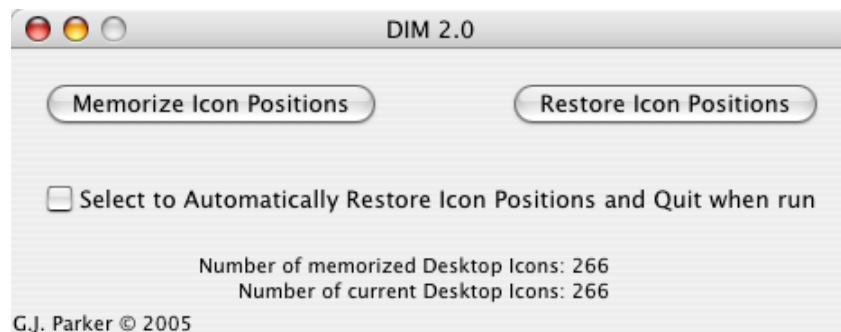 DIM 2.0
Memorize Icon Positions
Restore Icon Positions
Select to Automatically Restore Icon Positions and Quit when run
Number of memorized Desktop Icons: 266
Number of current Desktop Icons: 266
G.J. Parker © 2005